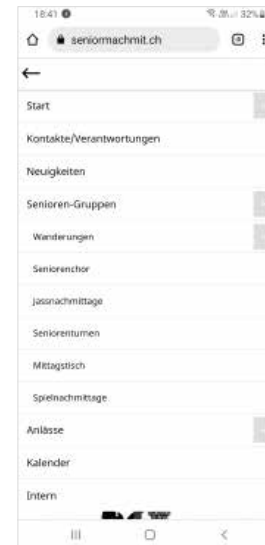 18:41 32%
seniormachmit.ch
Start
Kontakte/Verantwortungen
Neuigkeiten
Senioren-Gruppen
Wanderungen
Seniorenchor
Jassnachmittage
Seniorenturnen
Mittagstisch
Spielnachmittage
Anlässe
Kalender
Intern